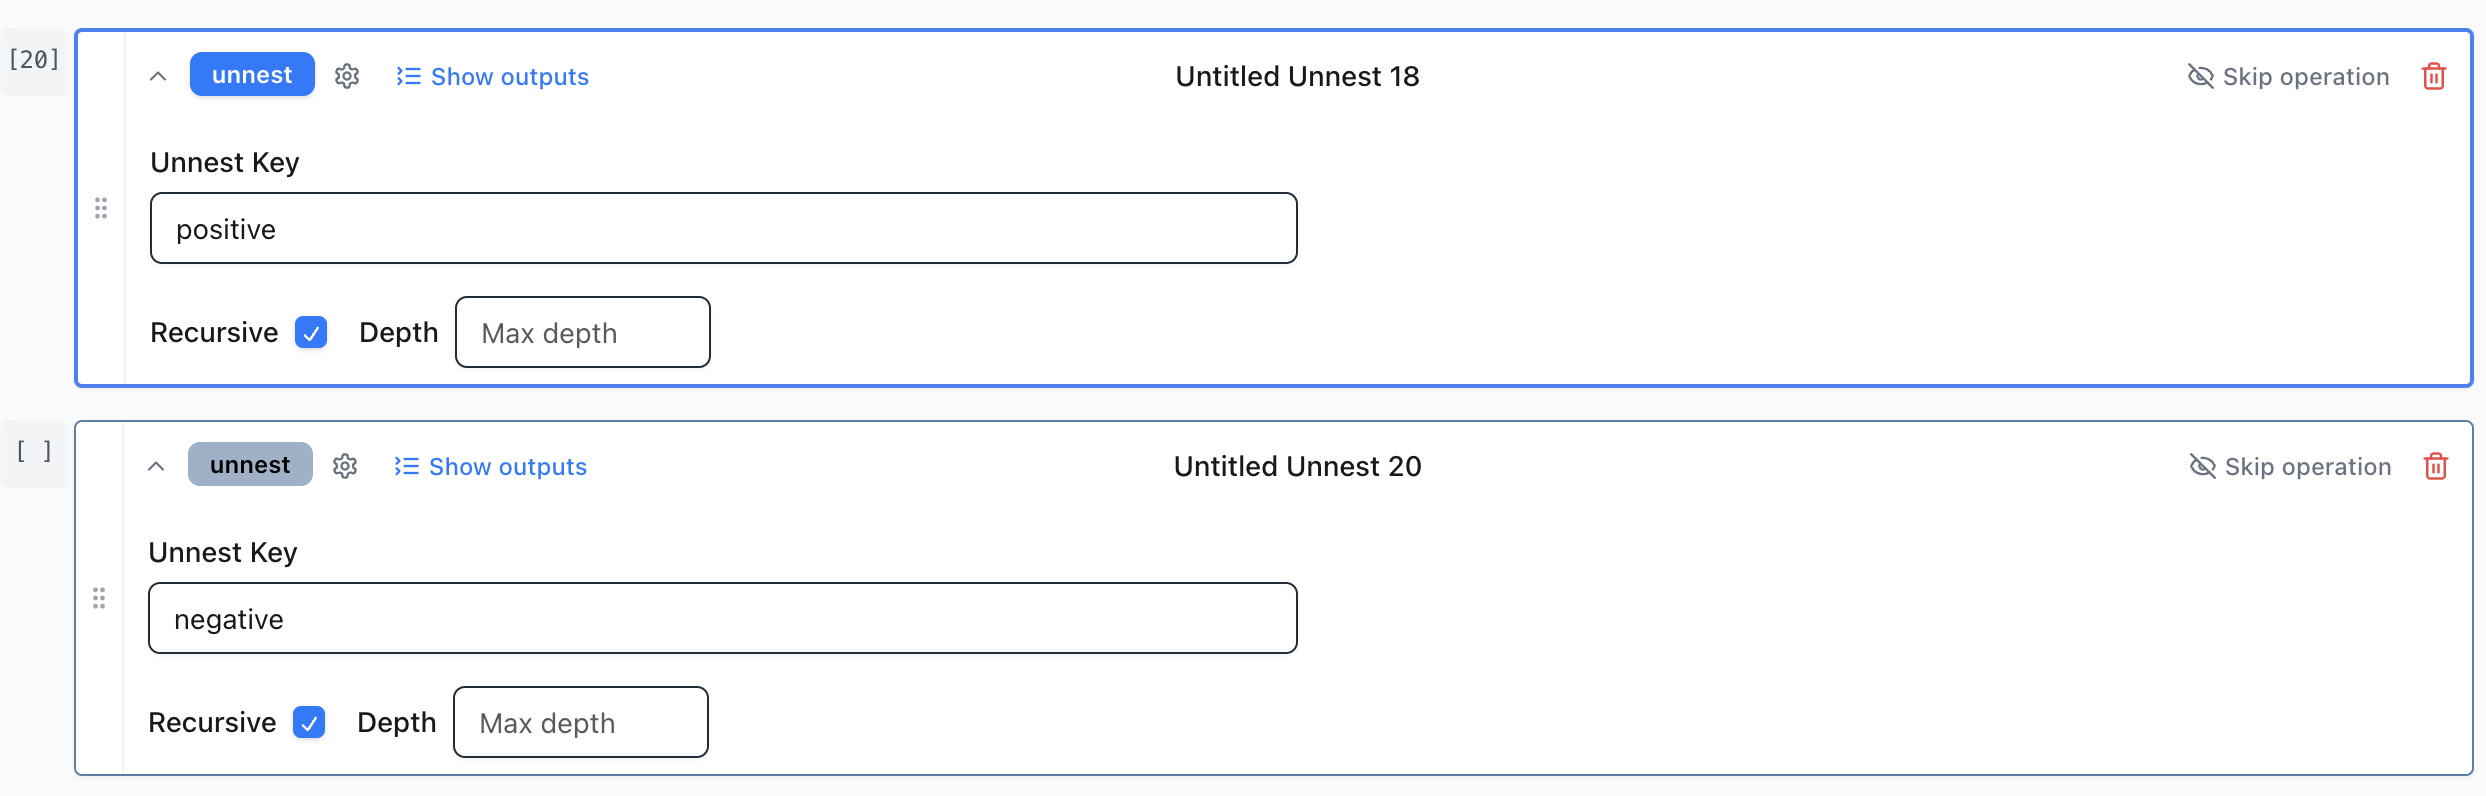 [20]
unnest Show outputs Untitled Unnest 18 Skip operation
Unnest Key
positive
Recursive Depth Max depth
[ ]
unnest Show outputs Untitled Unnest 20 Skip operation
Unnest Key
negative
Recursive Depth Max depth